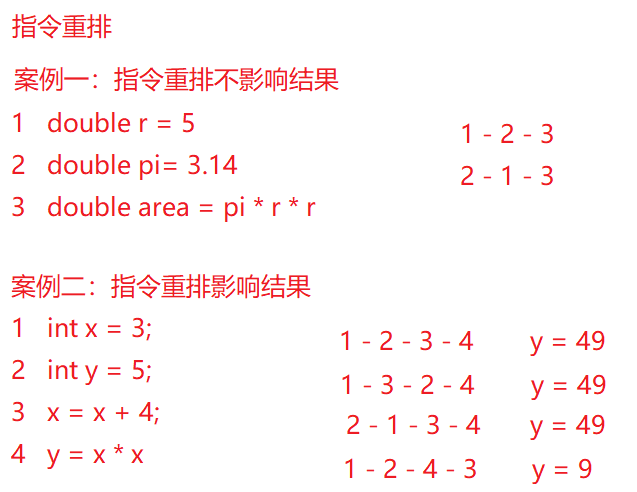 指令重排
案例一：指令重排不影响结果
1 double r = 5
2 double pi= 3.14
3 double area = pi * r * r
1 - 2 - 3
2 - 1 - 3
案例二：指令重排影响结果
1 int x = 3;
2 int y = 5;
3 x = x + 4;
4 y = x * x
1 - 2 - 3 - 4 y = 49
1 - 3 - 2 - 4 y = 49
2 - 1 - 3 - 4 y = 49
1 - 2 - 4 - 3 y = 9